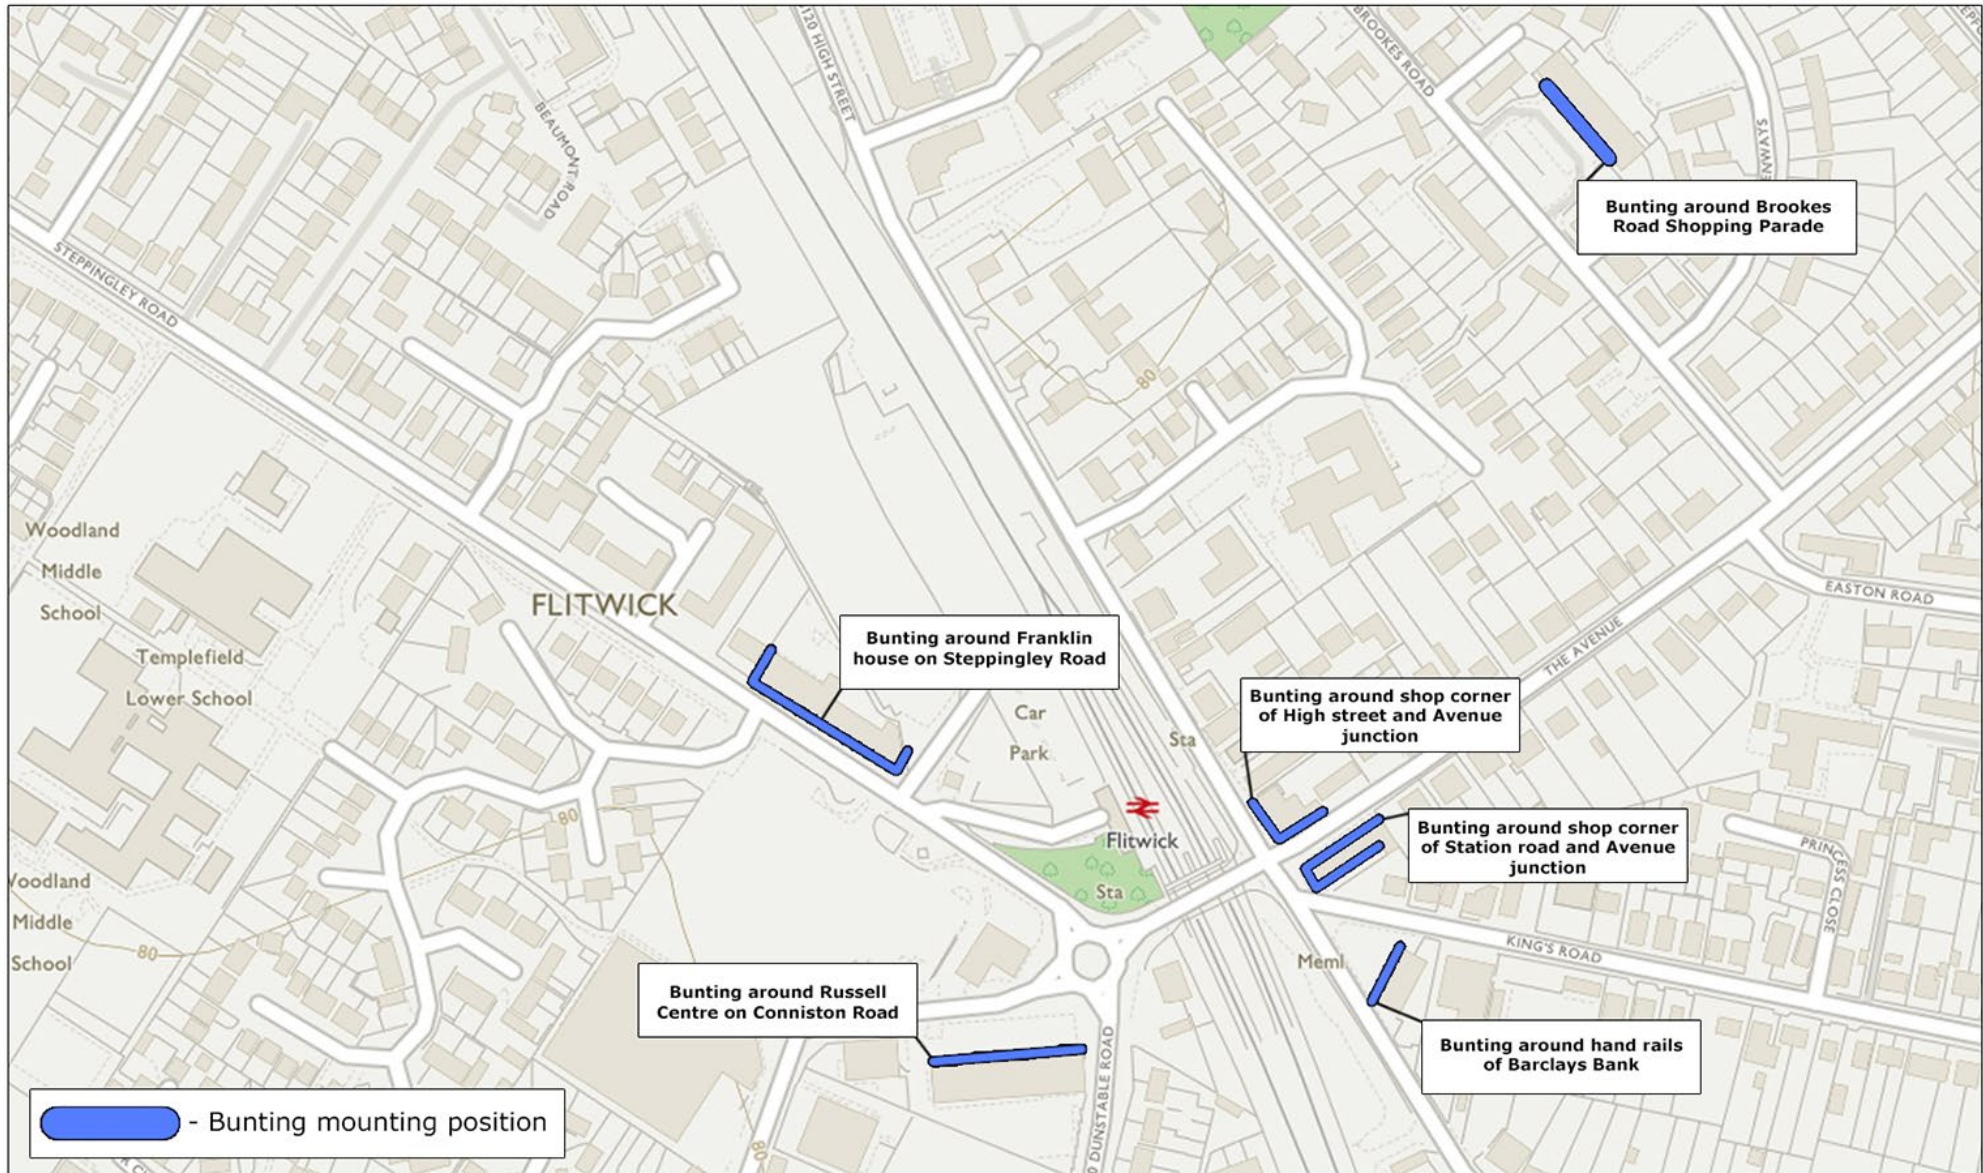 120 HIGH STREET
BROOKES ROAD
BEAUMONT ROAD
Bunting around Brookes
Road Shopping Parade
STEPPINGLEY ROAD
80
Woodland
Middle
School
FLITWICK
EASTON ROAD
THE AVENUE
Bunting around Franklin
house on Steppingley Road
Templefield
Lower School
Car
Park
Sta
Bunting around shop corner
of High street and Avenue
junction
Flitwick
80
Bunting around shop corner
of Station road and Avenue
junction
PRINCESS CLOSE
Sta
Woodland
Middle
School
80
KING'S ROAD
Meml
Bunting around Russell
Centre on Conniston Road
Bunting around hand rails
of Barclays Bank
DUNSTABLE ROAD
80
- Bunting mounting position